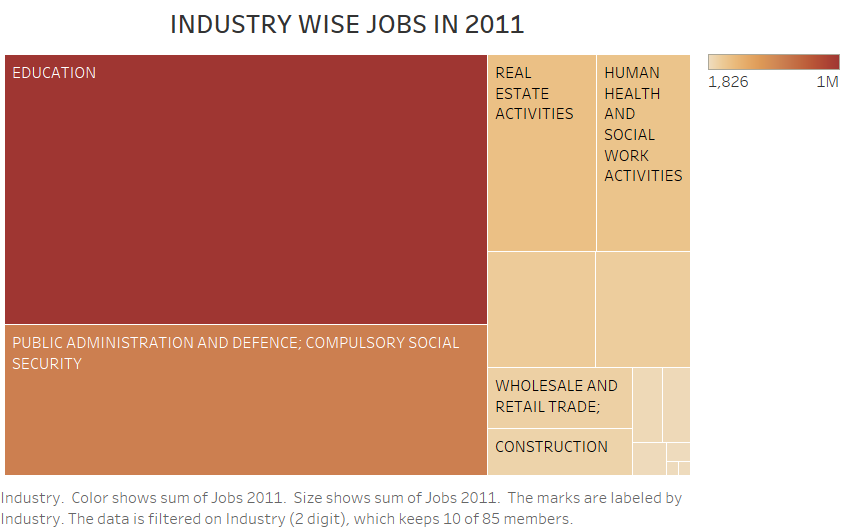 INDUSTRY WISE JOBS IN 2011
EDUCATION
PUBLIC ADMINISTRATION AND DEFENCE; COMPULSORY SOCIAL
SECURITY
REAL
ESTATE
ACTIVITIES
HUMAN
HEALTH
AND
SOCIAL
WORK
ACTIVITIES
WHOLESALE AND
RETAIL TRADE;
CONSTRUCTION
1,826 1M
Industry.  Color shows sum of Jobs 2011.  Size shows sum of Jobs 2011.  The marks are labeled by
Industry. The data is filtered on Industry (2 digit), which keeps 10 of 85 members.